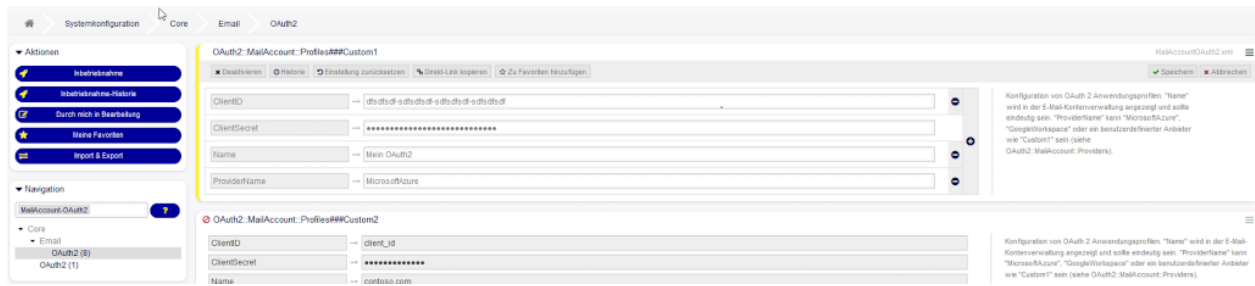 Systemkonfiguration Core Email OAuth2
Aktionen
Inbetriebnahme
Inbetriebnahme-Historie
Durch mich in Bearbeitung
Meine Favoriten
Import & Export
Navigation
MailAccount-OAuth2 ?
Core
Email
OAuth2 (8)
OAuth2 (1)
OAuth2::MailAccount::Profiles###Custom1
MailAccountOAuth2.xml
Deaktivieren Historie Einstellung zurücksetzen Direkt-Link kopieren Zu Favoriten hinzufügen
Speichern Abbrechen
ClientID → dfsdfsdf-sdfsdfsdf-sdfsdfsdf-sdfsdfsdf
ClientSecret → ••••••••••••••••••••••••••••
Name → Mein OAuth2
ProviderName → MicrosoftAzure
Konfiguration von OAuth 2 Anwendungsprofilen. "Name"
wird in der E-Mail-Kontenverwaltung angezeigt und sollte
eindeutig sein. "ProviderName" kann "MicrosoftAzure",
"GoogleWorkspace" oder ein benutzerdefinierter Anbieter
wie "Custom1" sein (siehe
OAuth2::MailAccount::Providers).
OAuth2::MailAccount::Profiles###Custom2
ClientID → client_id
ClientSecret → •••••••••••••
Name → contoso.com
Konfiguration von OAuth 2 Anwendungsprofilen. "Name" wird in der E-Mail-
Kontenverwaltung angezeigt und sollte eindeutig sein. "ProviderName" kann
"MicrosoftAzure", "GoogleWorkspace" oder ein benutzerdefinierter Anbieter
wie "Custom1" sein (siehe OAuth2::MailAccount::Providers).